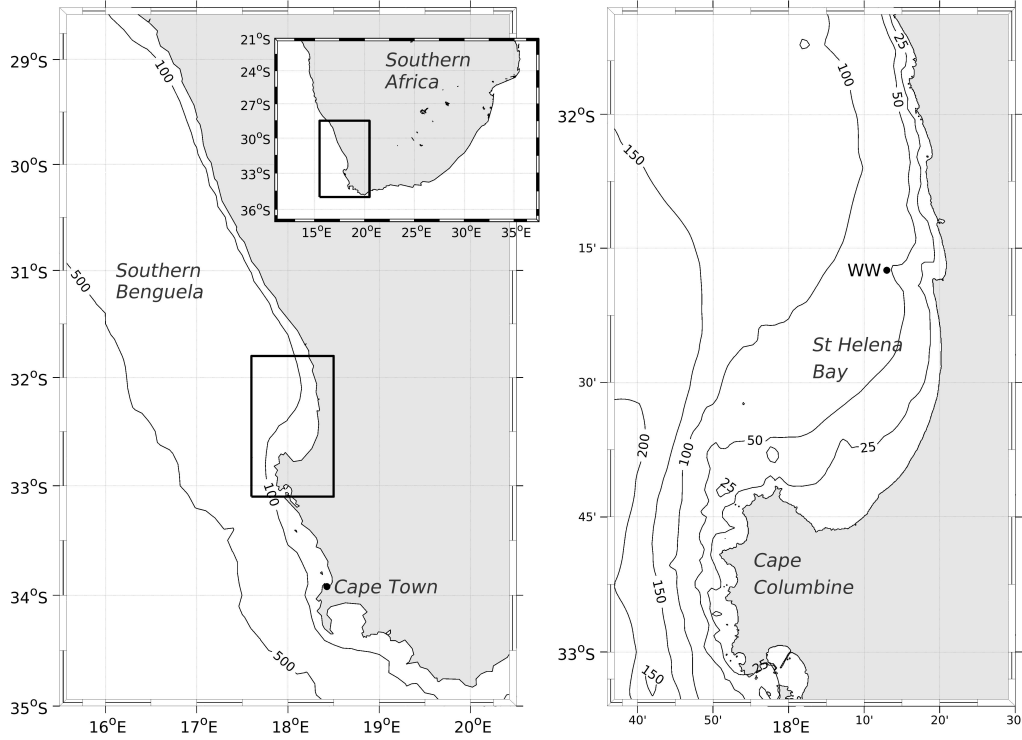 29°S
30°S
31°S
32°S
33°S
34°S
35°S
16°E
17°E
18°E
19°E
20°E
100
500
Southern
Benguela
100
500
Cape Town
21°S
24°S
27°S
30°S
33°S
36°S
15°E
20°E
25°E
30°E
35°E
Southern
Africa
32°S
15'
30'
45'
33°S
40'
50'
18°E
10'
20'
30
25
100
50
150
WW
St Helena
Bay
200
100
50
25
25
Cape
Columbine
150
150
25